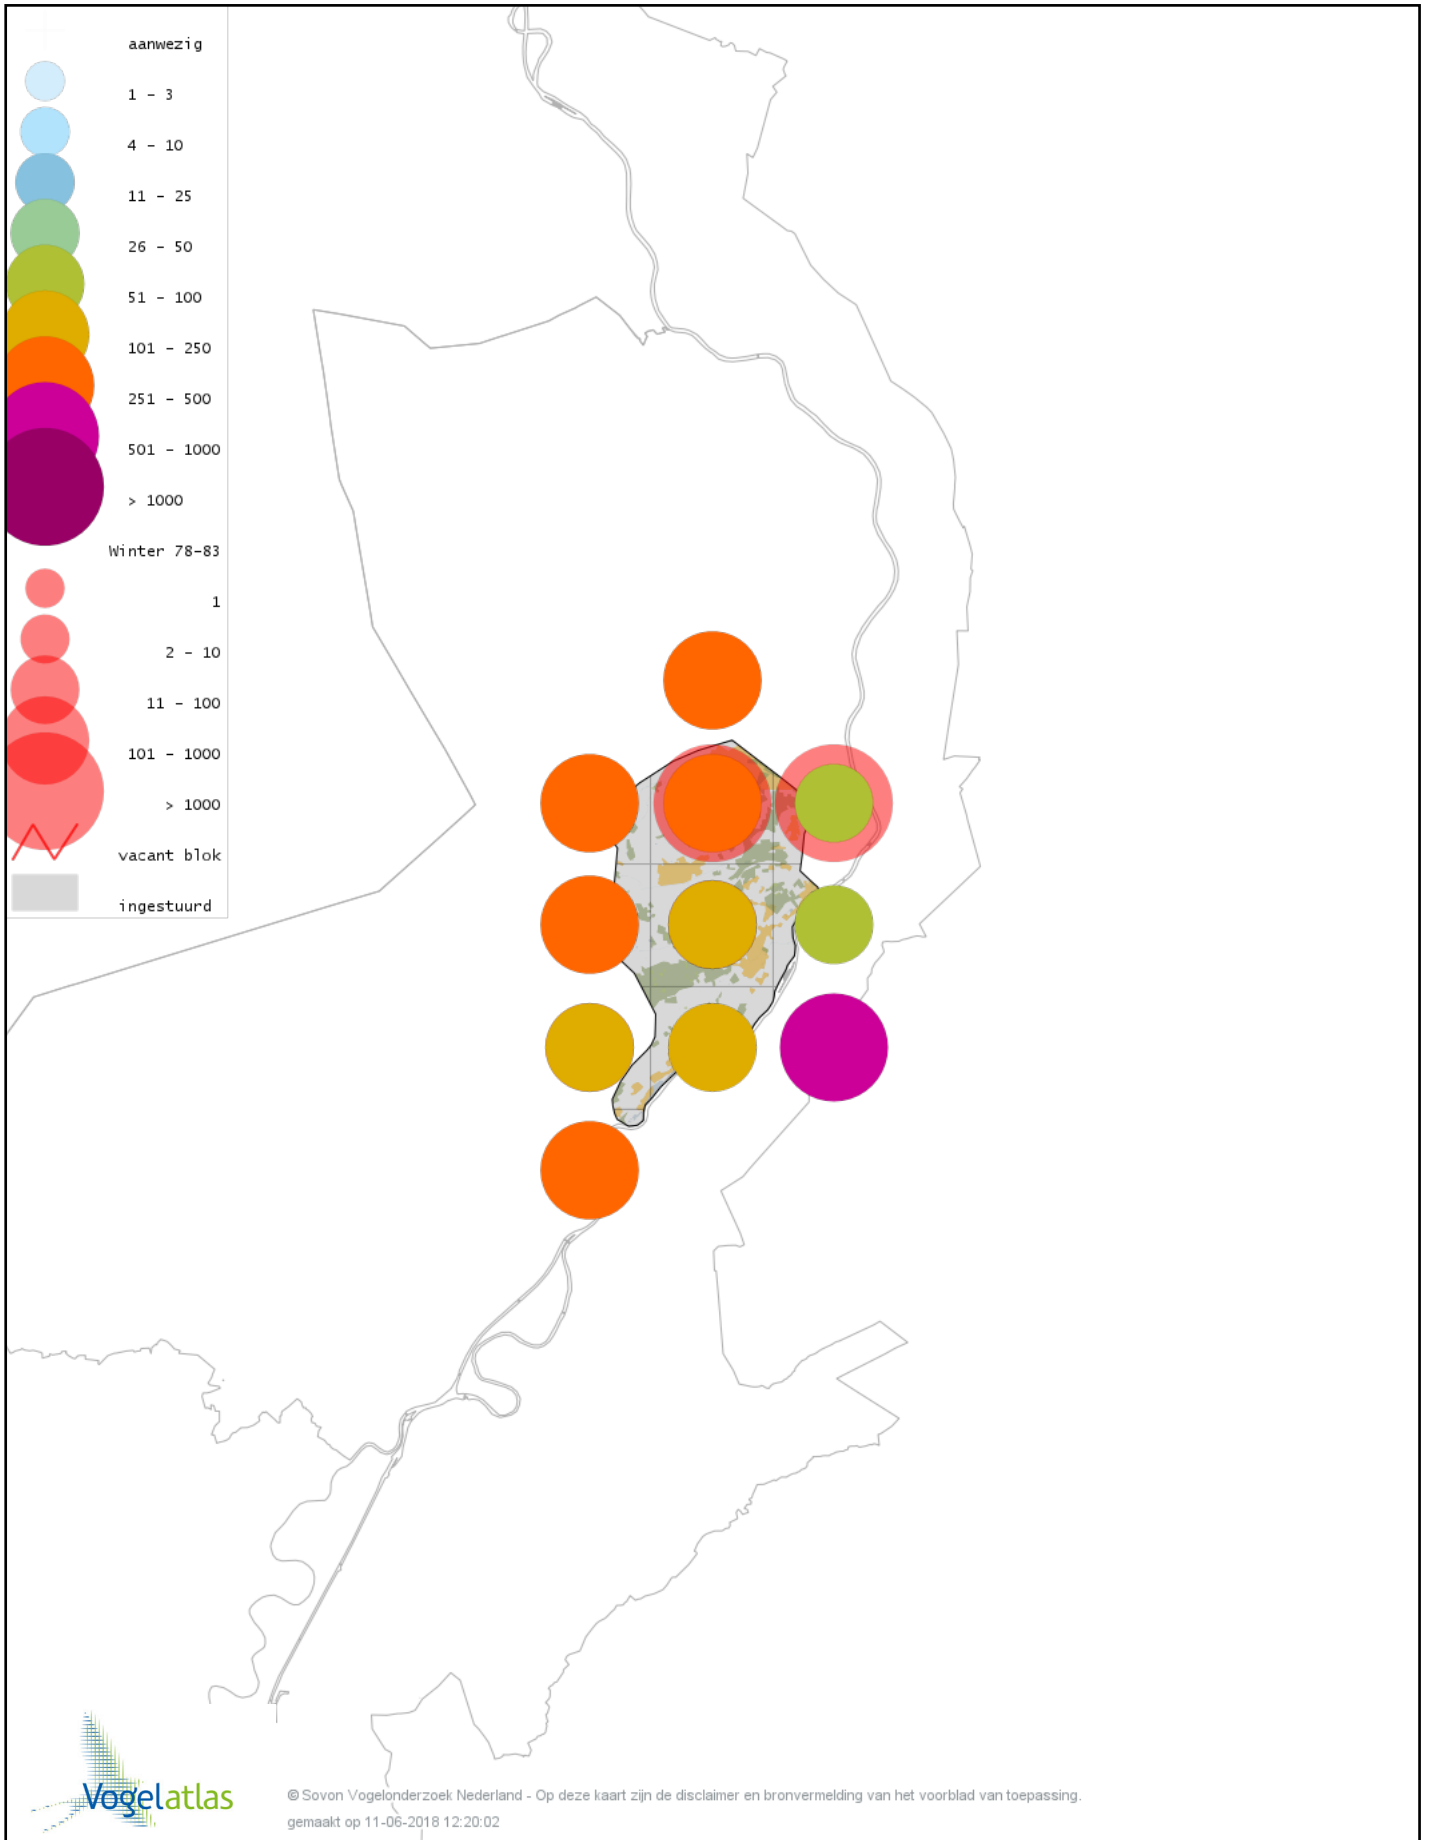 aanwezig
1 - 3
4 - 10
11 - 25
26 - 50
51 - 100
101 - 250
251 - 500
501 - 1000
> 1000
Winter 78-83
1
2 - 10
11 - 100
101 - 1000
> 1000
vacant blok
ingestuurd
Vogelatlas
© Sovon Vogelonderzoek Nederland - Op deze kaart zijn de disclaimer en bronvermelding van het voorblad van toepassing.
gemaakt op 11-06-2018 12:20:02